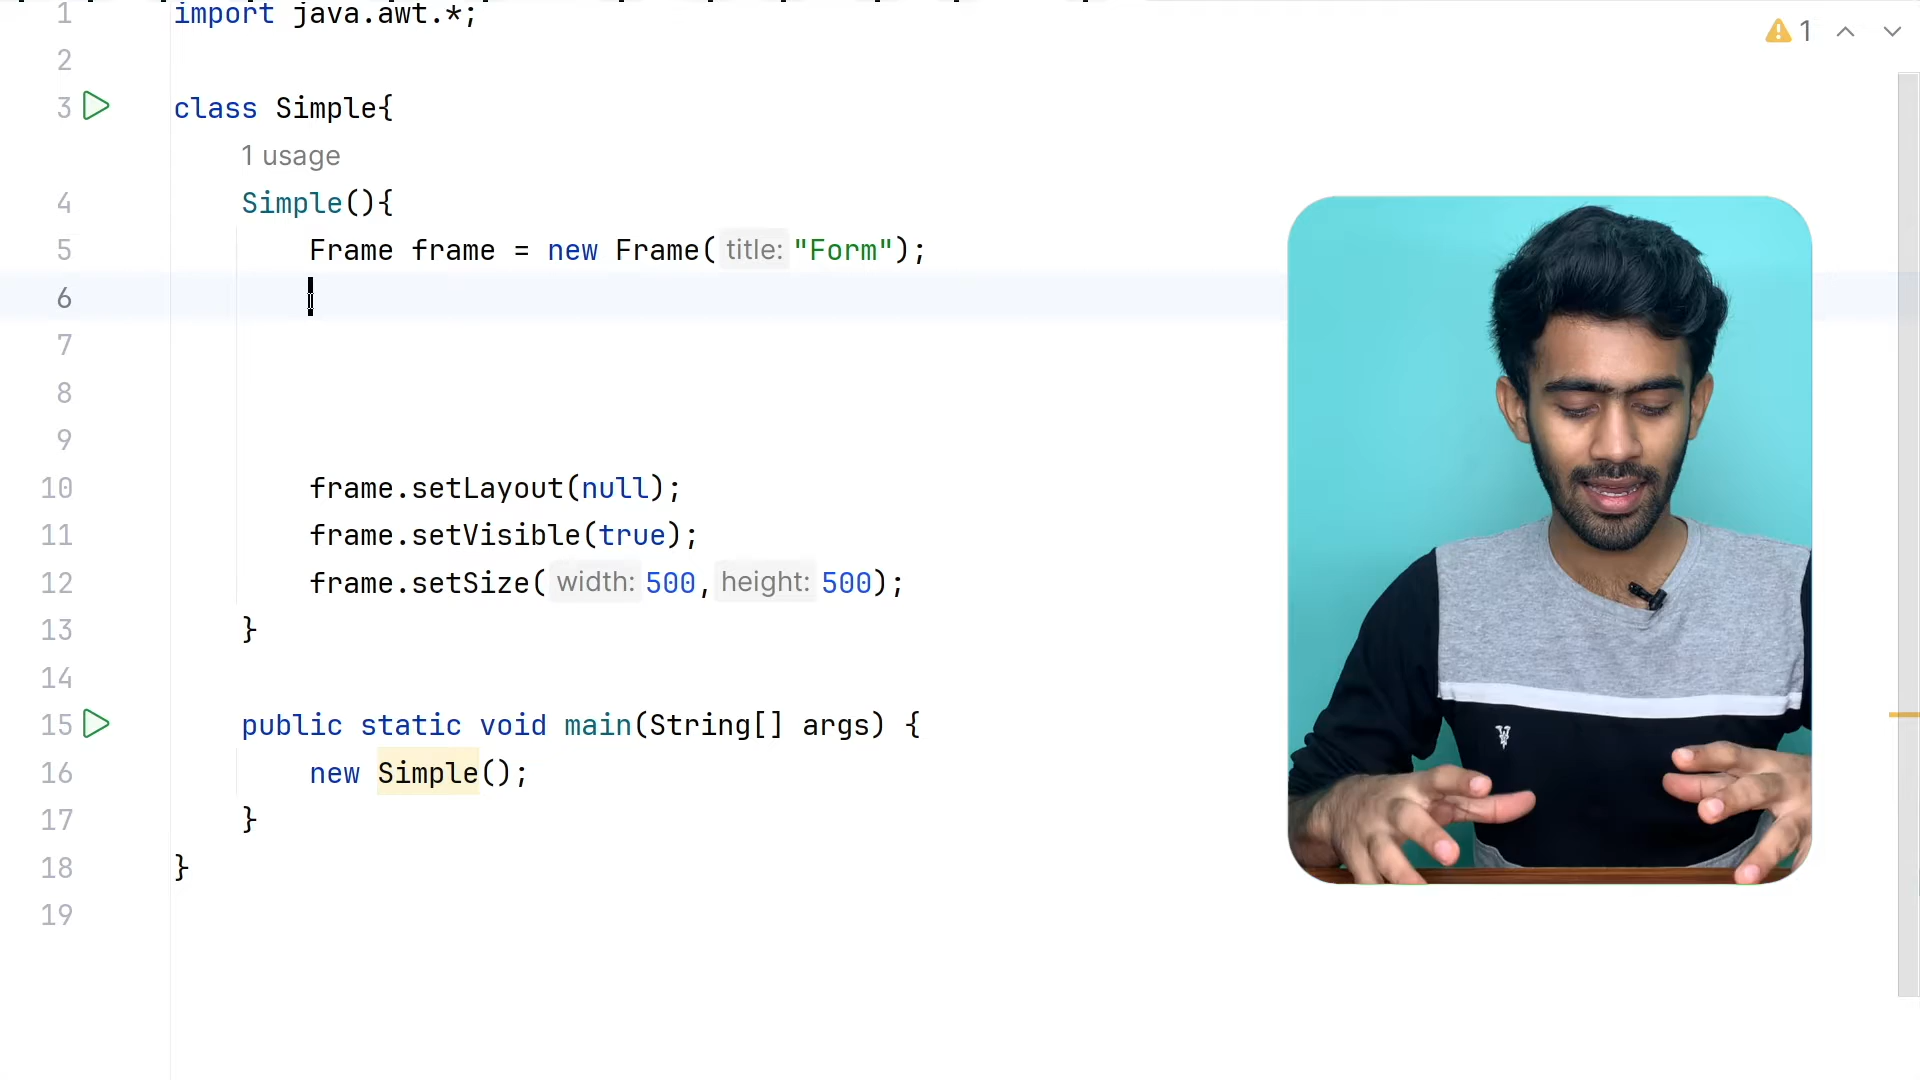 1 import java.awt.*;
2
3 class Simple{
1 usage
4 Simple(){
5 Frame frame = new Frame( title: "Form");
6
7
8
9
10 frame.setLayout(null);
11 frame.setVisible(true);
12 frame.setSize( width: 500, height: 500);
13 }
14
15 public static void main(String[] args) {
16 new Simple();
17 }
18 }
19
1